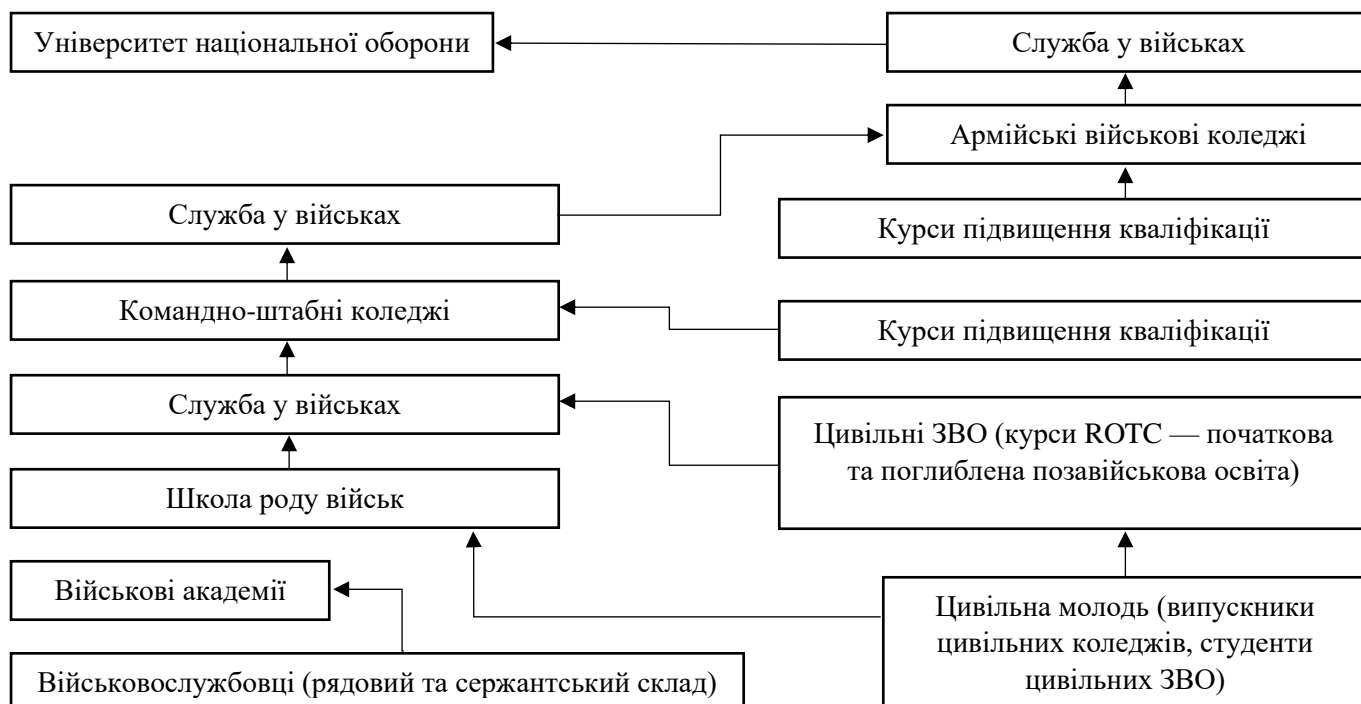 Університет національної оборони
Служба у військах
Армійські військові коледжі
Служба у військах
Курси підвищення кваліфікації
Командно-штабні коледжі
Курси підвищення кваліфікації
Служба у військах
Цивільні ЗВО (курси ROTC — початкова
та поглиблена позавійськова освіта)
Школа роду військ
Військові академії
Цивільна молодь (випускники
цивільних коледжів, студенти
цивільних ЗВО)
Військовослужбовці (рядовий та сержантський склад)